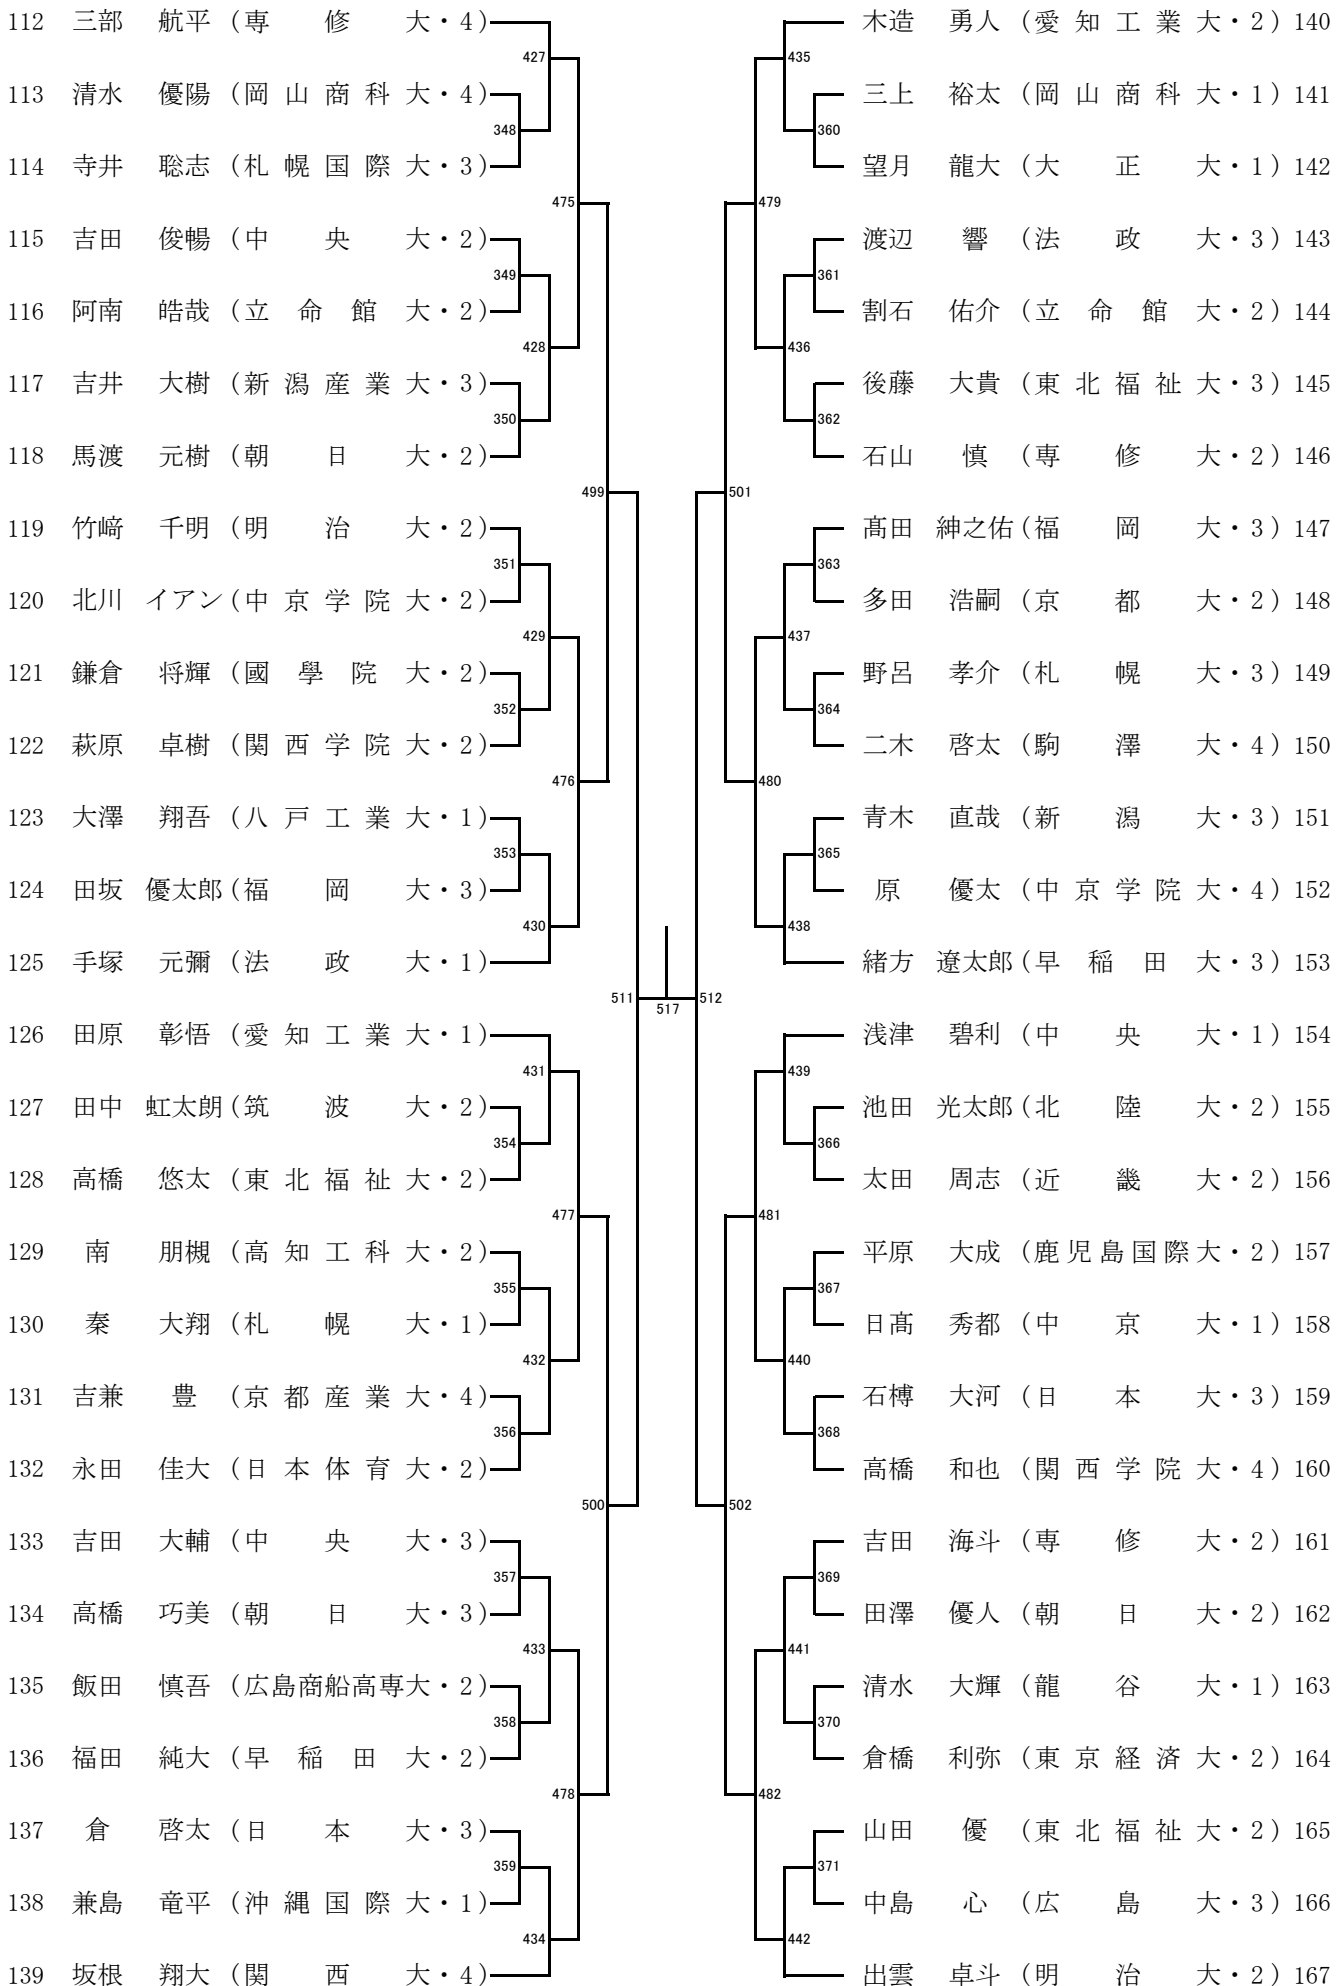 112 三部 航平 (専修大・4)
427
113 清水 優陽 (岡山商科大・4)
348
114 寺井 聡志 (札幌国際大・3)
475
115 吉田 俊暢 (中央大・2)
349
116 阿南 皓哉 (立命館大・2)
428
117 吉井 大樹 (新潟産業大・3)
350
118 馬渡 元樹 (朝日大・2)
499
119 竹﨑 千明 (明治大・2)
351
120 北川 イアン (中京学院大・2)
429
121 鎌倉 将輝 (國學院大・2)
352
122 萩原 卓樹 (関西学院大・2)
476
123 大澤 翔吾 (八戸工業大・1)
353
124 田坂 優太郎 (福岡大・3)
430
125 手塚 元彌 (法政大・1)
511
517
126 田原 彰悟 (愛知工業大・1)
431
127 田中 虹太朗 (筑波大・2)
354
128 高橋 悠太 (東北福祉大・2)
477
129 南 朋槻 (高知工科大・2)
355
130 秦 大翔 (札幌大・1)
432
131 吉兼 豊 (京都産業大・4)
356
132 永田 佳大 (日本体育大・2)
500
133 吉田 大輔 (中央大・3)
357
134 高橋 巧美 (朝日大・3)
433
135 飯田 慎吾 (広島商船高専大・2)
358
136 福田 純大 (早稲田大・2)
478
137 倉 啓太 (日本大・3)
359
138 兼島 竜平 (沖縄国際大・1)
434
139 坂根 翔大 (関西大・4)
木造 勇人 (愛知工業大・2) 140
435
三上 裕太 (岡山商科大・1) 141
360
望月 龍大 (大正大・1) 142
479
渡辺 響 (法政大・3) 143
361
割石 佑介 (立命館大・2) 144
436
後藤 大貴 (東北福祉大・3) 145
362
石山 慎 (専修大・2) 146
501
髙田 紳之佑 (福岡大・3) 147
363
多田 浩嗣 (京都大・2) 148
437
野呂 孝介 (札幌大・3) 149
364
二木 啓太 (駒澤大・4) 150
480
青木 直哉 (新潟大・3) 151
365
原 優太 (中京学院大・4) 152
438
緒方 遼太郎 (早稲田大・3) 153
512
浅津 碧利 (中央大・1) 154
439
池田 光太郎 (北陸大・2) 155
366
太田 周志 (近畿大・2) 156
481
平原 大成 (鹿児島国際大・2) 157
367
日髙 秀都 (中京大・1) 158
440
石榑 大河 (日本大・3) 159
368
高橋 和也 (関西学院大・4) 160
502
吉田 海斗 (専修大・2) 161
369
田澤 優人 (朝日大・2) 162
441
清水 大輝 (龍谷大・1) 163
370
倉橋 利弥 (東京経済大・2) 164
482
山田 優 (東北福祉大・2) 165
371
中島 心 (広島大・3) 166
442
出雲 卓斗 (明治大・2) 167